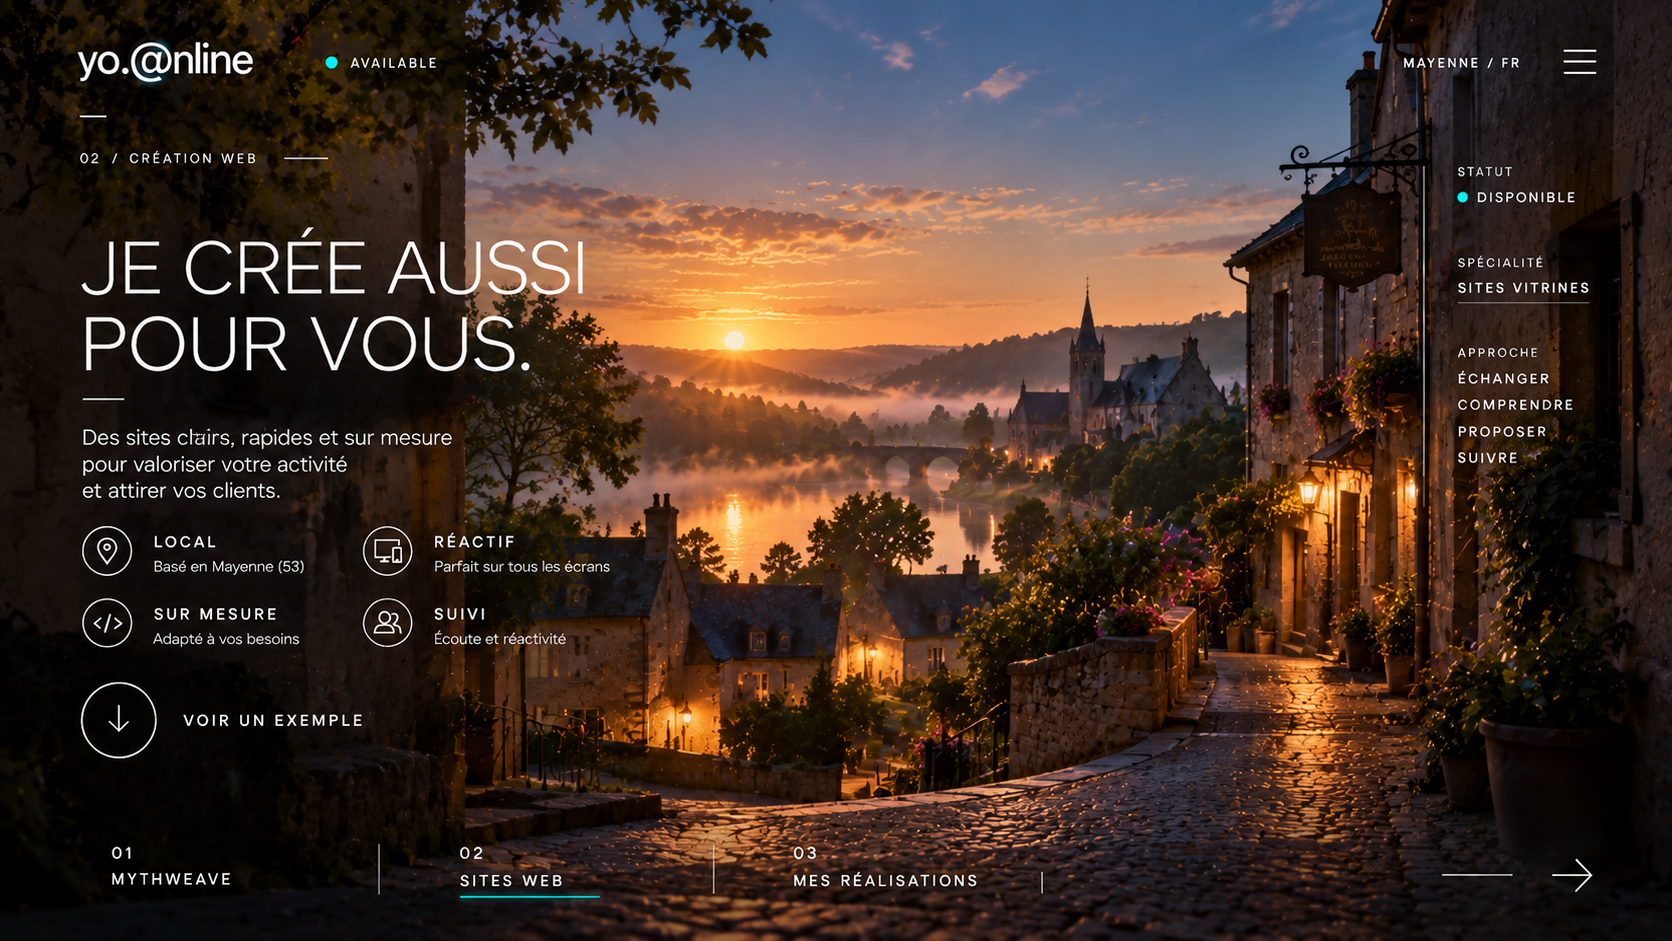 yo.@nline
AVAILABLE
MAYENNE / FR
02 / CRÉATION WEB
JE CRÉE AUSSI
POUR VOUS.
Des sites clairs, rapides et sur mesure
pour valoriser votre activité
et attirer vos clients.
LOCAL
Basé en Mayenne (53)
RÉACTIF
Parfait sur tous les écrans
</> SUR MESURE
Adapté à vos besoins
SUIVI
Écoute et réactivité
VOIR UN EXEMPLE
STATUT
DISPONIBLE
SPÉCIALITÉ
SITES VITRINES
APPROCHE
ÉCHANGER
COMPRENDRE
PROPOSER
SUIVRE
01
MYTHWEAVE
02
SITES WEB
03
MES RÉALISATIONS